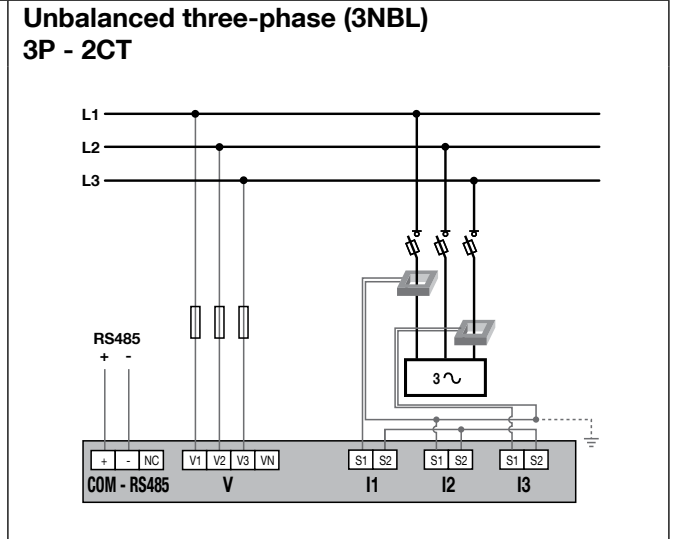 Unbalanced three-phase (3NBL)
3P - 2CT
L1
L2
L3
RS485
+ -
3∿
+ - NC V1 V2 V3 VN S1 S2 S1 S2 S1 S2
COM - RS485 V I1 I2 I3